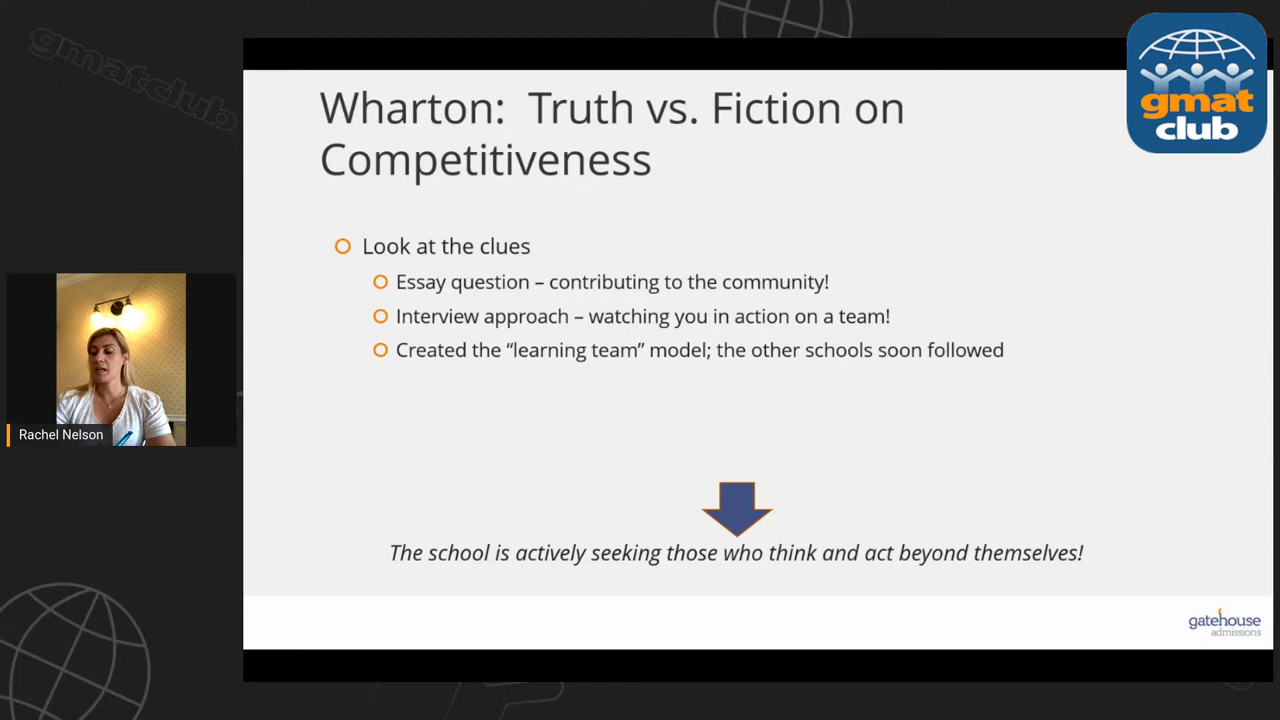 gmatclub
Wharton: Truth vs. Fiction on
Competitiveness
gmat
club
Look at the clues
Essay question – contributing to the community!
Interview approach – watching you in action on a team!
Created the “learning team” model; the other schools soon followed
Rachel Nelson
The school is actively seeking those who think and act beyond themselves!
gatehouse
admissions